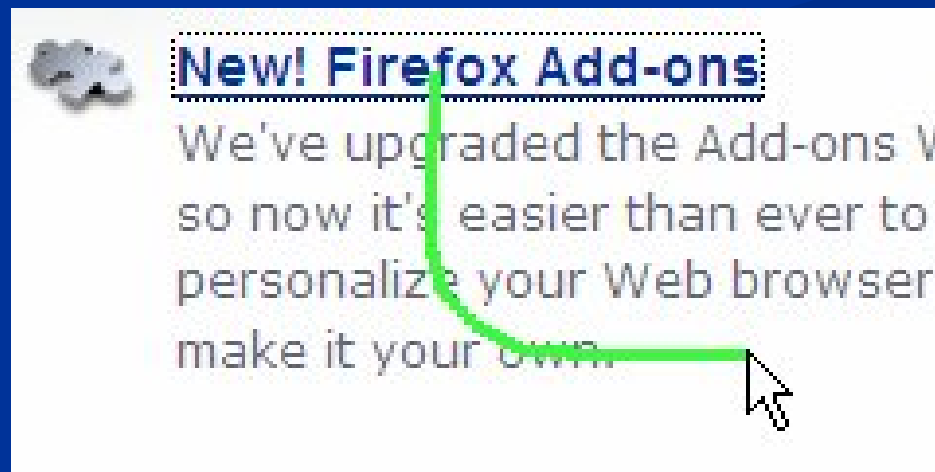 New! Firefox Add-ons
We've upgraded the Add-ons
so now it's easier than ever to
personalize your Web browser
make it your own.